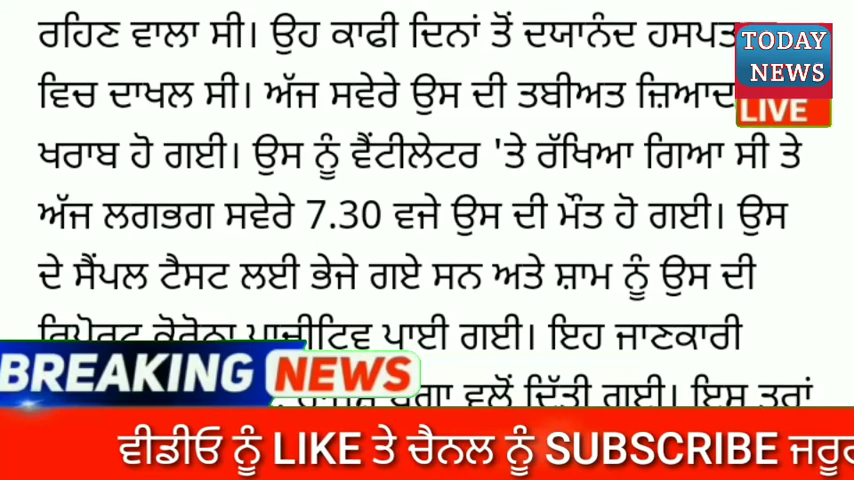 ਰਹਿਣ ਵਾਲਾ ਸੀ। ਉਹ ਕਾਫੀ ਦਿਨਾਂ ਤੋਂ ਦਯਾਨੰਦ ਹਸਪਤ
ਵਿਚ ਦਾਖਲ ਸੀ। ਅੱਜ ਸਵੇਰੇ ਉਸ ਦੀ ਤਬੀਅਤ ਜ਼ਿਆਦ
ਖਰਾਬ ਹੋ ਗਈ। ਉਸ ਨੂੰ ਵੈਂਟੀਲੇਟਰ 'ਤੇ ਰੱਖਿਆ ਗਿਆ ਸੀ ਤੇ
ਅੱਜ ਲਗਭਗ ਸਵੇਰੇ 7.30 ਵਜੇ ਉਸ ਦੀ ਮੌਤ ਹੋ ਗਈ। ਉਸ
ਦੇ ਸੈਂਪਲ ਟੈਸਟ ਲਈ ਭੇਜੇ ਗਏ ਸਨ ਅਤੇ ਸ਼ਾਮ ਨੂੰ ਉਸ ਦੀ
ਰਿਪੋਰਟ ਕੋਰੋਨਾ ਪਾਜ਼ੀਟਿਵ ਪਾਈ ਗਈ। ਇਹ ਜਾਣਕਾਰੀ
ਵਲੋਂ ਦਿੱਤੀ ਗਈ। ਇਸ ਤਰਾਂ
TODAY
NEWS
LIVE
BREAKING NEWS
ਵੀਡੀਓ ਨੂੰ LIKE ਤੇ ਚੈਨਲ ਨੂੰ SUBSCRIBE ਜਰੂਰ